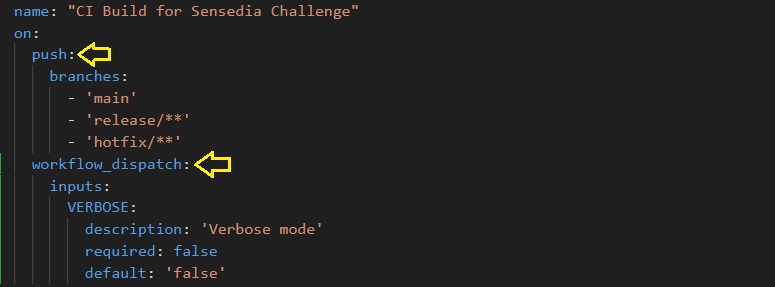 name: "CI Build for Sensedia Challenge"
on:
  push:
    branches:
      - 'main'
      - 'release/**'
      - 'hotfix/**'
  workflow_dispatch:
    inputs:
      VERBOSE:
        description: 'Verbose mode'
        required: false
        default: 'false'